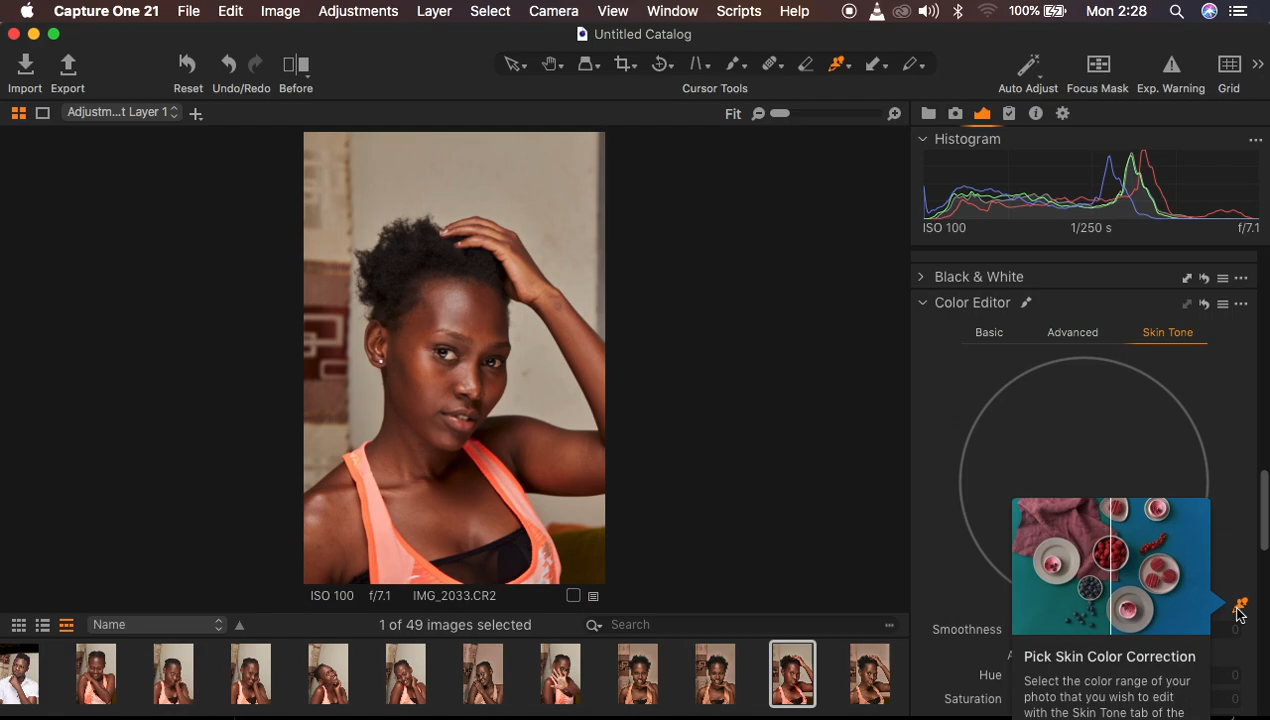 Capture One 21 File Edit Image Adjustments Layer Select Camera View Window Scripts Help 100% Mon 2:28
Untitled Catalog
Import Export Reset Undo/Redo Before Cursor Tools Auto Adjust Focus Mask Exp. Warning Grid
Adjustm...t Layer 1 Fit
Histogram
ISO 100 1/250 s f/7.1
Black & White
Color Editor
Basic Advanced Skin Tone
Smoothness 0
Pick Skin Color Correction
Select the color range of your
photo that you wish to edit
with the Skin Tone tab of the
Hue 0
Saturation 0
ISO 100 f/7.1 IMG_2033.CR2
Name 1 of 49 images selected Search